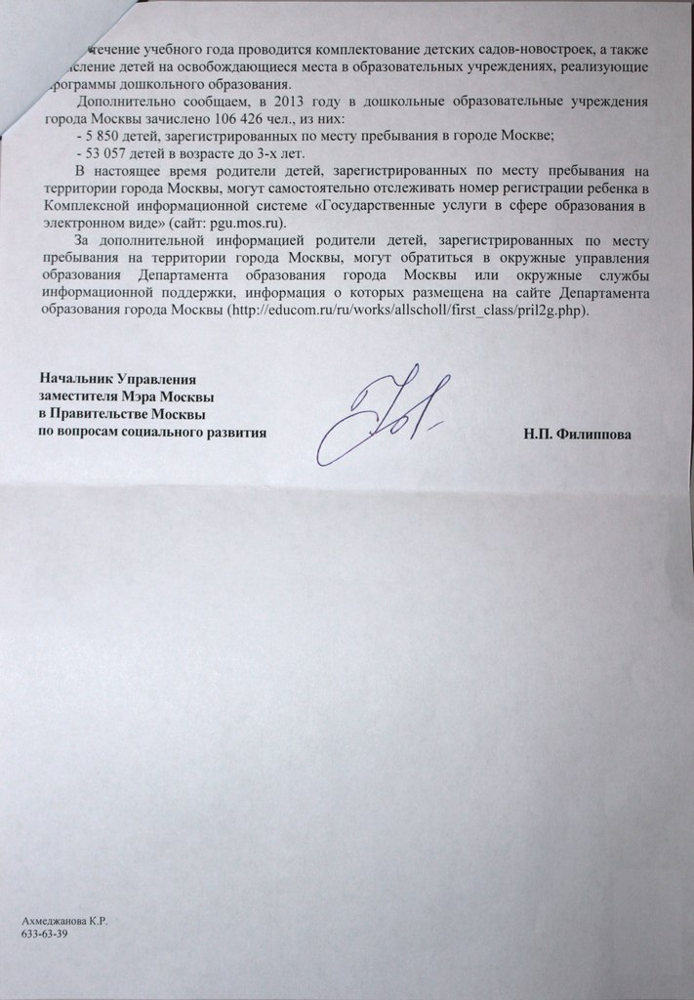 течение учебного года проводится комплектование детских садов-новостроек, а также
детей на освобождающиеся места в образовательных учреждениях, реализующие
программы дошкольного образования.
Дополнительно сообщаем, в 2013 году в дошкольные образовательные учреждения
города Москвы зачислено 106 426 чел., из них:
- 5 850 детей, зарегистрированных по месту пребывания в городе Москве;
- 53 057 детей в возрасте до 3-х лет.
В настоящее время родители детей, зарегистрированных по месту пребывания на
территории города Москвы, могут самостоятельно отслеживать номер регистрации ребенка в
Комплексной информационной системе «Государственные услуги в сфере образования в
электронном виде» (сайт: pgu.mos.ru).
За дополнительной информацией родители детей, зарегистрированных по месту
пребывания на территории города Москвы, могут обратиться в окружные управления
образования Департамента образования города Москвы или окружные службы
информационной поддержки, информация о которых размещена на сайте Департамента
образования города Москвы (http://educom.ru/ru/works/allscholl/first_class/pril2g.php).
Начальник Управления
заместителя Мэра Москвы
в Правительстве Москвы
по вопросам социального развития
Н.П. Филиппова
Ахмеджанова К.Р.
633-63-39